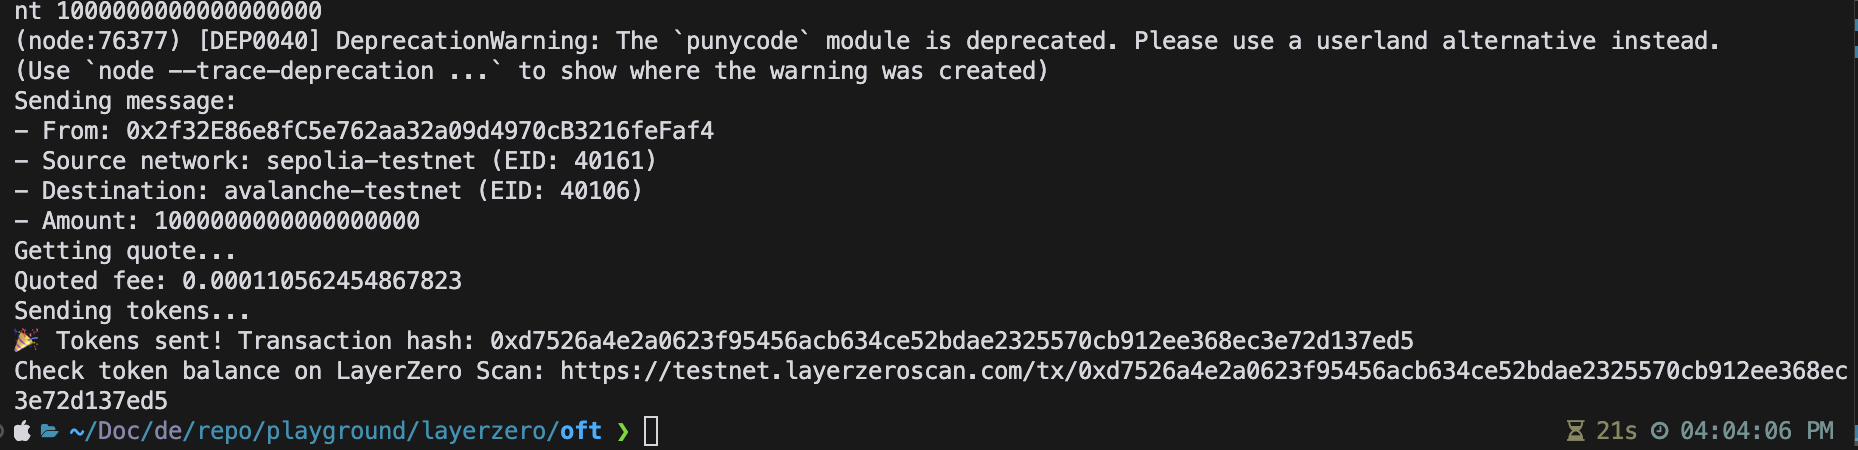 nt 10000000000000000000
(node:76377) [DEP0040] DeprecationWarning: The `punycode` module is deprecated. Please use a userland alternative instead.
(Use `node --trace-deprecation ...` to show where the warning was created)
Sending message:
- From: 0x2f32E86e8fC5e762aa32a09d4970cB3216feFaf4
- Source network: sepolia-testnet (EID: 40161)
- Destination: avalanche-testnet (EID: 40106)
- Amount: 10000000000000000000
Getting quote...
Quoted fee: 0.000110562454867823
Sending tokens...
🎉 Tokens sent! Transaction hash: 0xd7526a4e2a0623f95456acb634ce52bdae2325570cb912ee368ec3e72d137ed5
Check token balance on LayerZero Scan: https://testnet.layerzeroscan.com/tx/0xd7526a4e2a0623f95456acb634ce52bdae2325570cb912ee368ec
3e72d137ed5
~/Doc/de/repo/playground/layerzero/oft ❯ 21s 04:04:06 PM